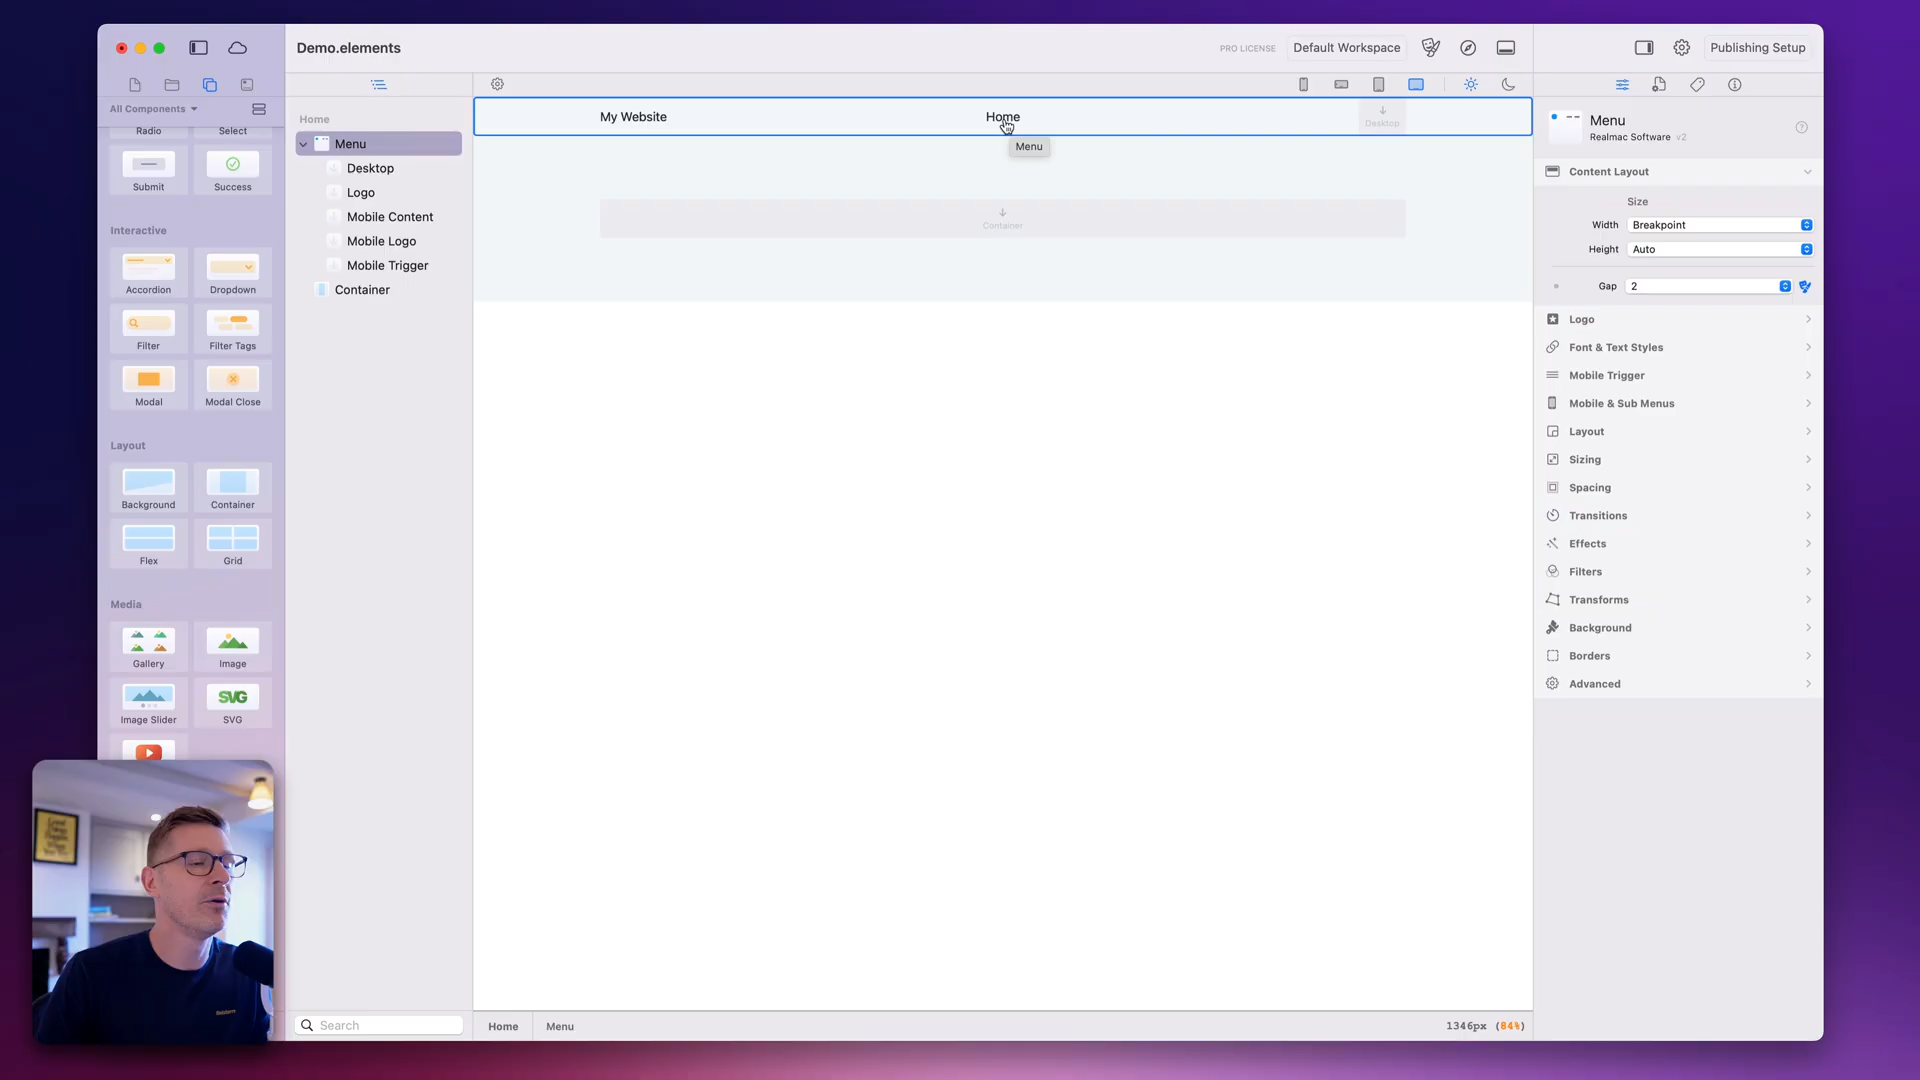 Demo.elements
PRO LICENSE
Default Workspace
Publishing Setup
All Components
Radio
Select
Submit
Success
Interactive
Accordion
Dropdown
Filter
Filter Tags
Modal
Modal Close
Layout
Background
Container
Flex
Grid
Media
Gallery
Image
SVG
Image Slider
SVG
Home
Menu
Desktop
Logo
Mobile Content
Mobile Logo
Mobile Trigger
Container
Search
My Website
Home
Desktop
Menu
Container
Home
Menu
1346px (84%)
Menu
Realmac Software v2
Content Layout
Size
Width Breakpoint
Height Auto
Gap 2
Logo
Font & Text Styles
Mobile Trigger
Mobile & Sub Menus
Layout
Sizing
Spacing
Transitions
Effects
Filters
Transforms
Background
Borders
Advanced